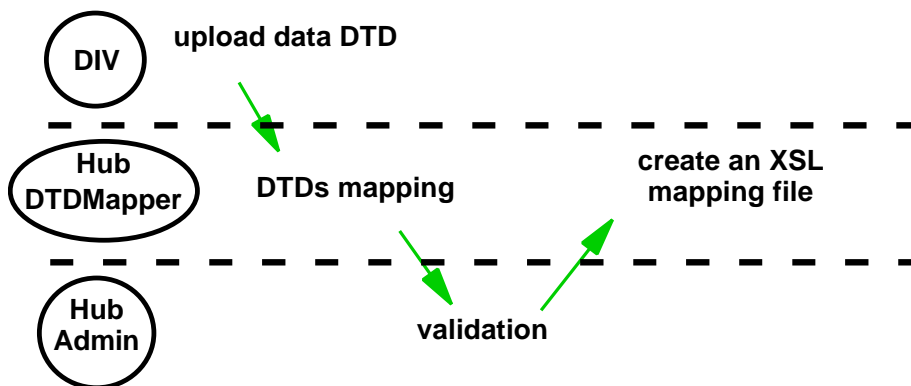 DIV
upload data DTD
Hub
DTDMapper
DTDs mapping
create an XSL
mapping file
Hub
Admin
validation